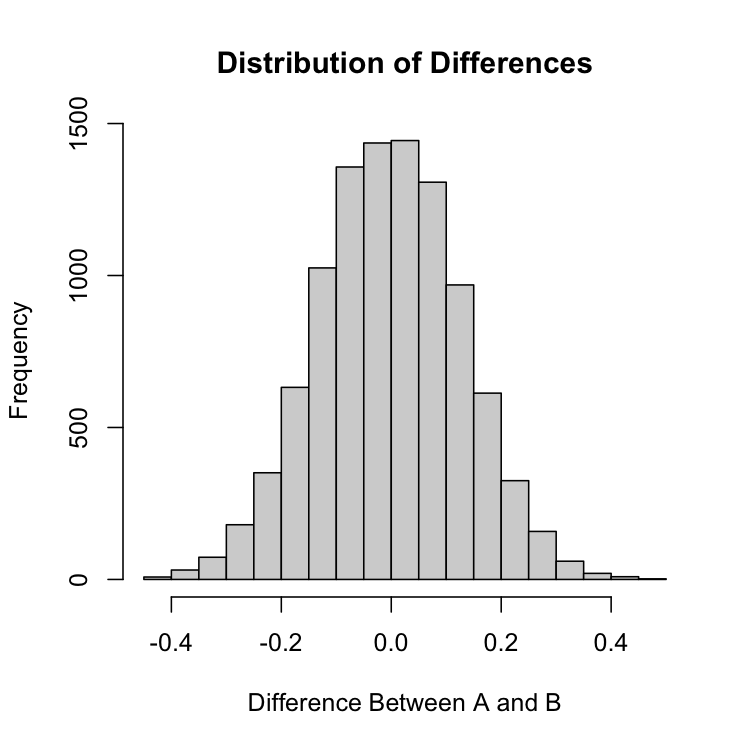 Distribution of Differences
1500
1000
500
0
Frequency
-0.4 -0.2 0.0 0.2 0.4
Difference Between A and B